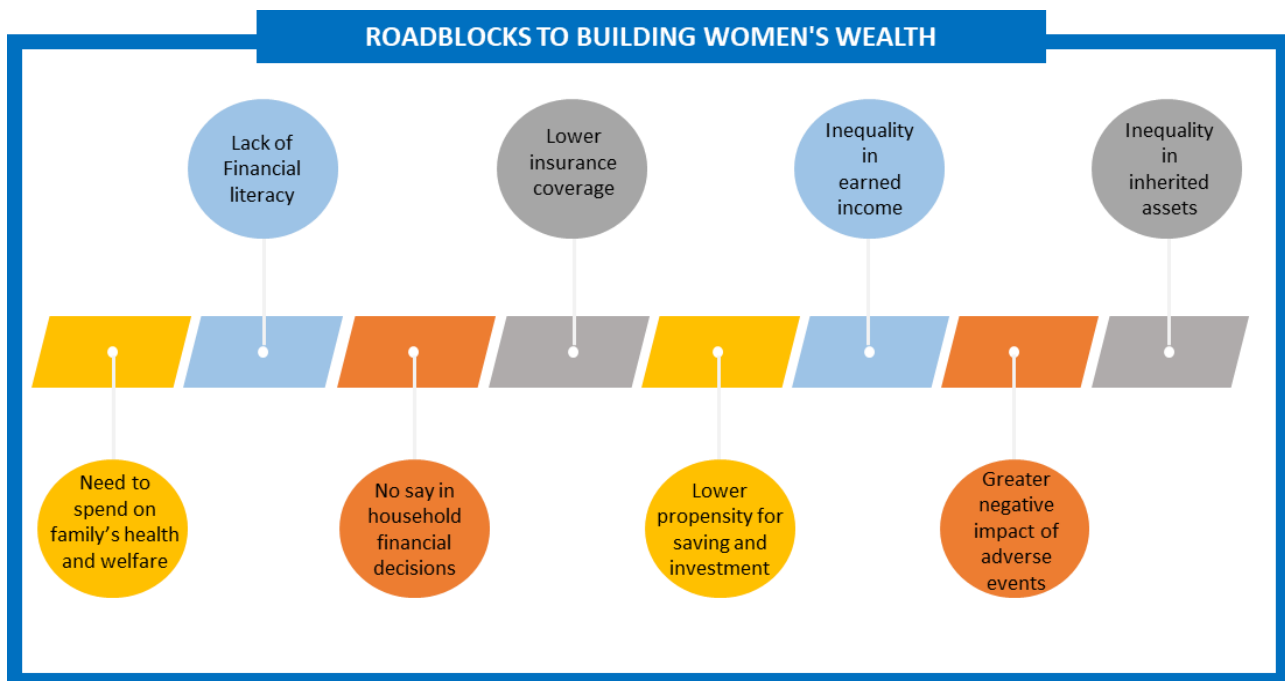 ROADBLOCKS TO BUILDING WOMEN'S WEALTH
Lack of
Financial
literacy
Lower
insurance
coverage
Inequality
in
earned
income
Inequality
in
inherited
assets
Need to
spend on
family’s health
and welfare
No say in
household
financial
decisions
Lower
propensity for
saving and
investment
Greater
negative
impact of
adverse
events